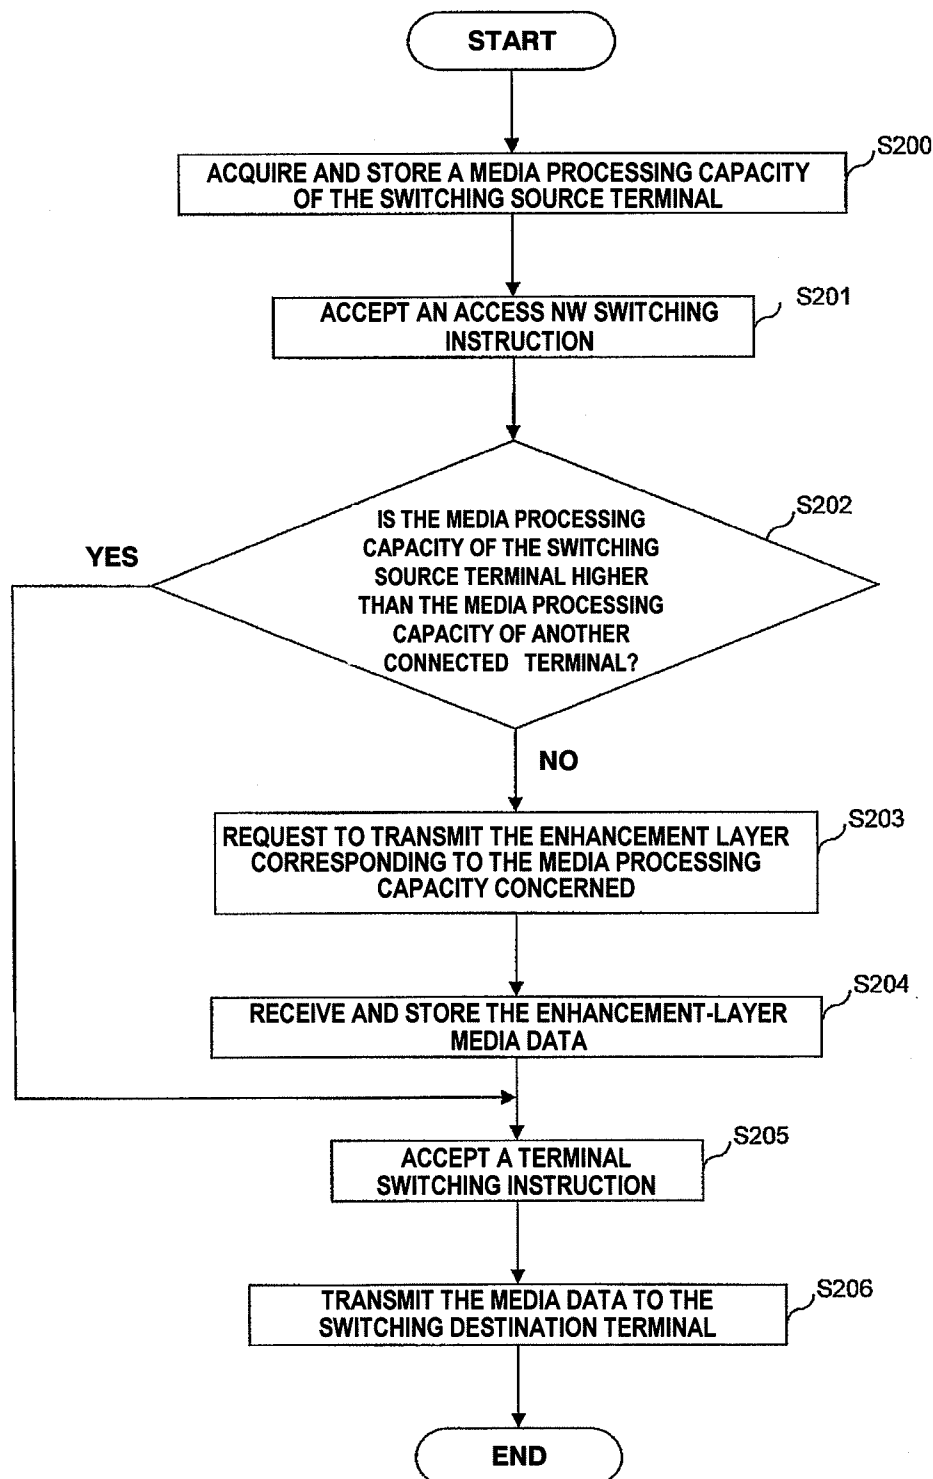 START
S200
ACQUIRE AND STORE A MEDIA PROCESSING CAPACITY
OF THE SWITCHING SOURCE TERMINAL
S201
ACCEPT AN ACCESS NW SWITCHING
INSTRUCTION
S202
IS THE MEDIA PROCESSING
CAPACITY OF THE SWITCHING
SOURCE TERMINAL HIGHER
THAN THE MEDIA PROCESSING
CAPACITY OF ANOTHER
CONNECTED TERMINAL?
YES
NO
S203
REQUEST TO TRANSMIT THE ENHANCEMENT LAYER
CORRESPONDING TO THE MEDIA PROCESSING
CAPACITY CONCERNED
S204
RECEIVE AND STORE THE ENHANCEMENT-LAYER
MEDIA DATA
S205
ACCEPT A TERMINAL
SWITCHING INSTRUCTION
S206
TRANSMIT THE MEDIA DATA TO THE
SWITCHING DESTINATION TERMINAL
END